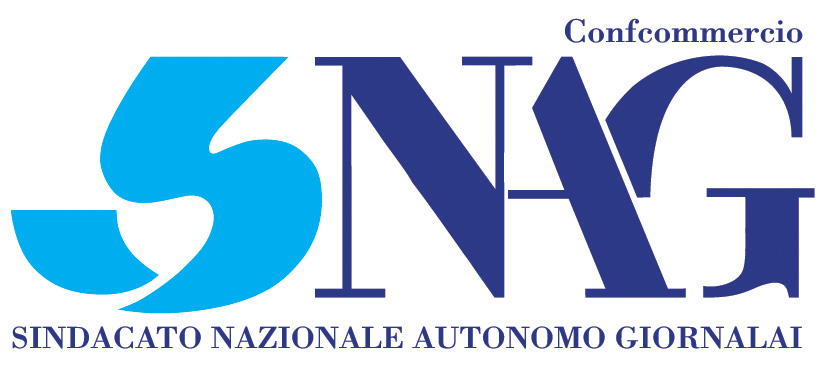 Confcommercio
SNAG
SINDACATO NAZIONALE AUTONOMO GIORNALAI